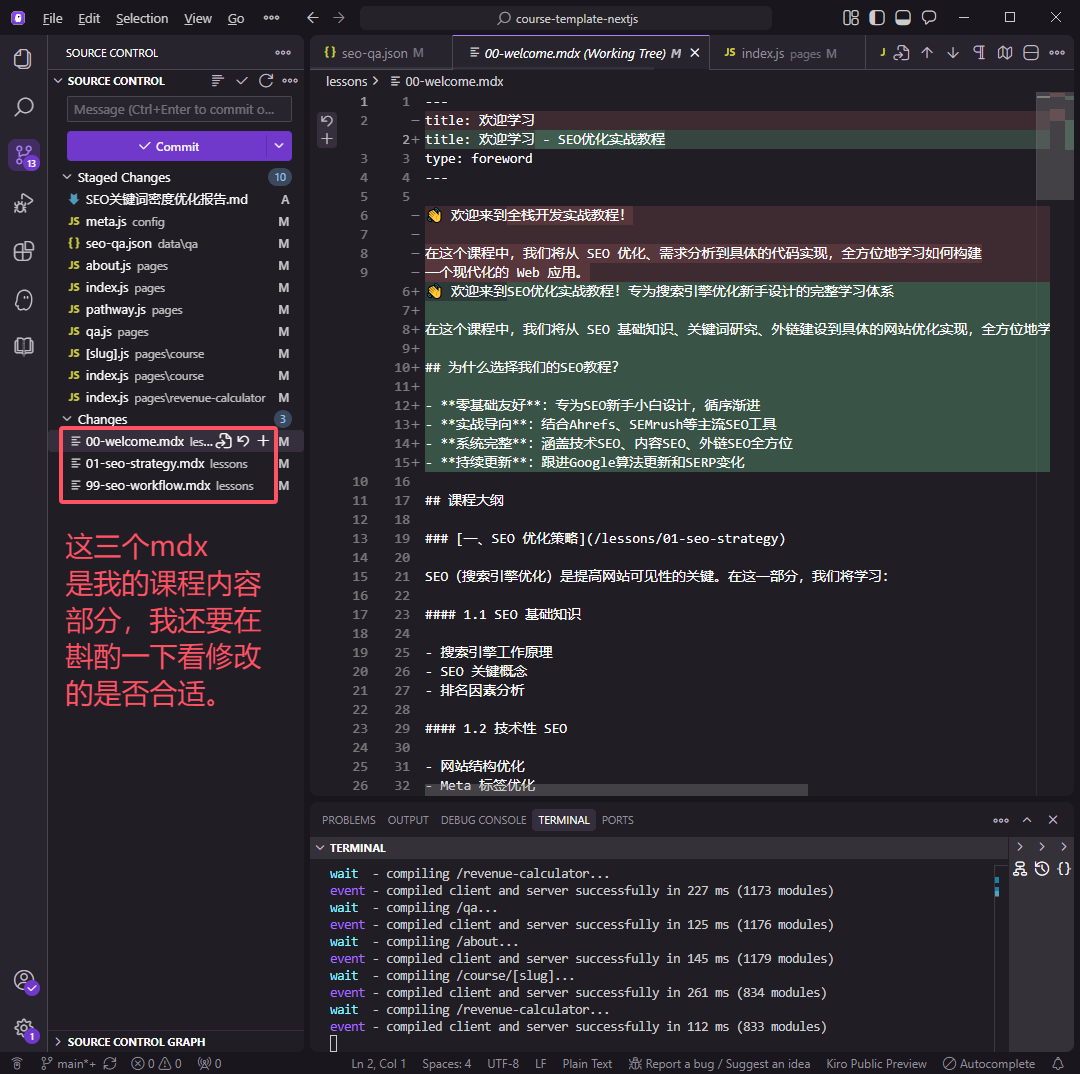 File Edit Selection View Go course-template-nextjs
SOURCE CONTROL
SOURCE CONTROL
Message (Ctrl+Enter to commit o...
Commit
13
Staged Changes 10
SEO关键词密度优化报告.md A
JS meta.js config M
{} seo-qa.json data\qa M
JS about.js pages M
JS index.js pages M
JS pathway.js pages M
JS qa.js pages M
JS [slug].js pages\course M
JS index.js pages\course M
JS index.js pages\revenue-calculator M
Changes 3
00-welcome.mdx les... M
01-seo-strategy.mdx lessons M
99-seo-workflow.mdx lessons M
这三个mdx
是我的课程内容
部分，我还要在
斟酌一下看修改
的是否合适。
1
SOURCE CONTROL GRAPH
{} seo-qa.json M 00-welcome.mdx (Working Tree) M JS index.js pages M J
lessons > 00-welcome.mdx
1 1 ---
2 − title: 欢迎学习
2+ title: 欢迎学习 - SEO优化实战教程
3 3 type: foreword
4 4 ---
5 5
6 − 👋 欢迎来到全栈开发实战教程！
7 −
8 − 在这个课程中，我们将从 SEO 优化、需求分析到具体的代码实现，全方位地学习如何构建
9 − 一个现代化的 Web 应用。
6+ 👋 欢迎来到SEO优化实战教程！专为搜索引擎优化新手设计的完整学习体系
7+
8+ 在这个课程中，我们将从 SEO 基础知识、关键词研究、外链建设到具体的网站优化实现，全方位地学
9+
10+ ## 为什么选择我们的SEO教程？
11+
12+ - **零基础友好**：专为SEO新手小白设计，循序渐进
13+ - **实战导向**：结合Ahrefs、SEMrush等主流SEO工具
14+ - **系统完整**：涵盖技术SEO、内容SEO、外链SEO全方位
15+ - **持续更新**：跟进Google算法更新和SERP变化
10 16
11 17 ## 课程大纲
12 18
13 19 ### [一、SEO 优化策略](/lessons/01-seo-strategy)
14 20
15 21 SEO（搜索引擎优化）是提高网站可见性的关键。在这一部分，我们将学习：
16 22
17 23 #### 1.1 SEO 基础知识
18 24
19 25 - 搜索引擎工作原理
20 26 - SEO 关键概念
21 27 - 排名因素分析
22 28
23 29 #### 1.2 技术性 SEO
24 30
25 31 - 网站结构优化
26 32 - Meta 标签优化
PROBLEMS OUTPUT DEBUG CONSOLE TERMINAL PORTS
TERMINAL
wait - compiling /revenue-calculator...
event - compiled client and server successfully in 227 ms (1173 modules)
wait - compiling /qa...
event - compiled client and server successfully in 125 ms (1176 modules)
wait - compiling /about...
event - compiled client and server successfully in 145 ms (1179 modules)
wait - compiling /course/[slug]...
event - compiled client and server successfully in 261 ms (834 modules)
wait - compiling /revenue-calculator...
event - compiled client and server successfully in 112 ms (833 modules)
main*+ 0 0 0 Ln 2, Col 1 Spaces: 4 UTF-8 LF Plain Text Report a bug / Suggest an idea Kiro Public Preview Autocomplete